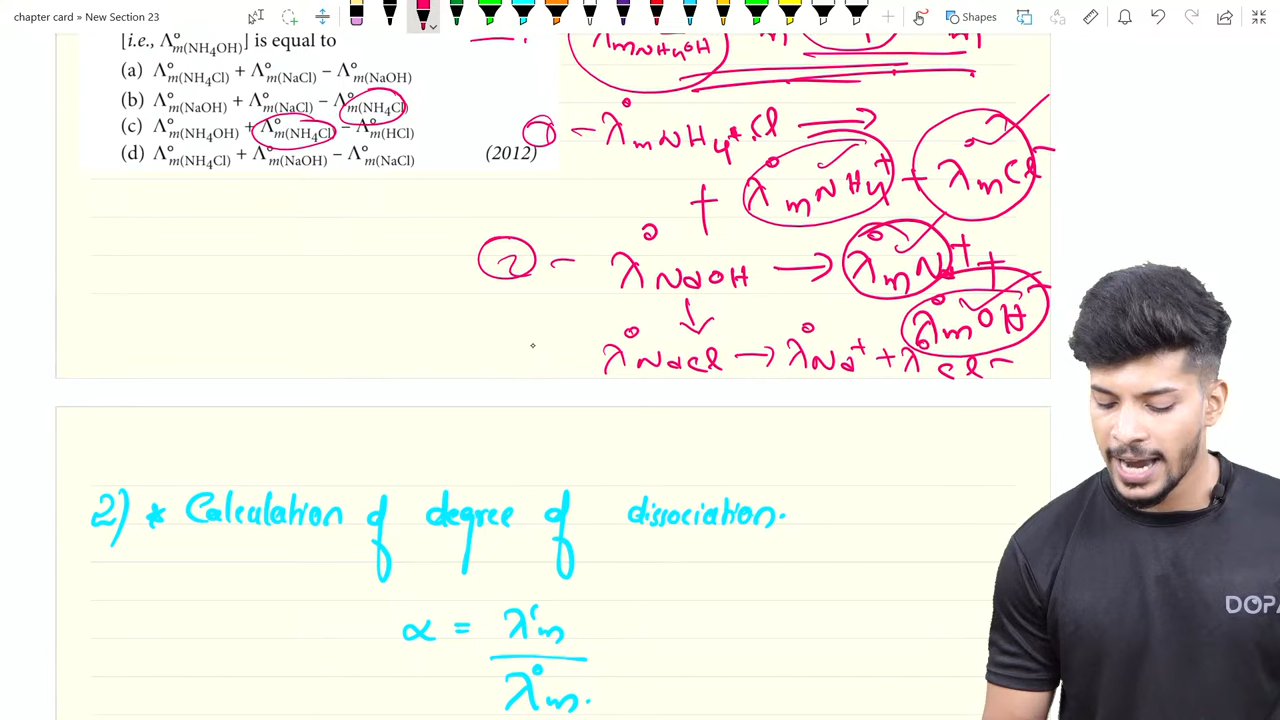 chapter card » New Section 23
Shapes
[i.e., Λ°m(NH₄OH)] is equal to
(a) Λ°m(NH₄Cl) + Λ°m(NaCl) – Λ°m(NaOH)
(b) Λ°m(NaOH) + Λ°m(NaCl) – Λ°m(NH₄Cl)
(c) Λ°m(NH₄OH) + Λ°m(NH₄Cl) – Λ°m(HCl)
(d) Λ°m(NH₄Cl) + Λ°m(NaOH) – Λ°m(NaCl) (2012)
λmNH₄OH
① – λ°mNH₄⁺Cl ⟶
λ°mNH₄⁺ + λ°mCl⁻
+
② – λ°NaOH → λ°mNa⁺ +
λ°mOH⁻
↓
λ°NaCl → λ°Na⁺ + λ°Cl⁻
2) * Calculation of degree of dissociation.
α = λᶜm
λ°m.
DOPA